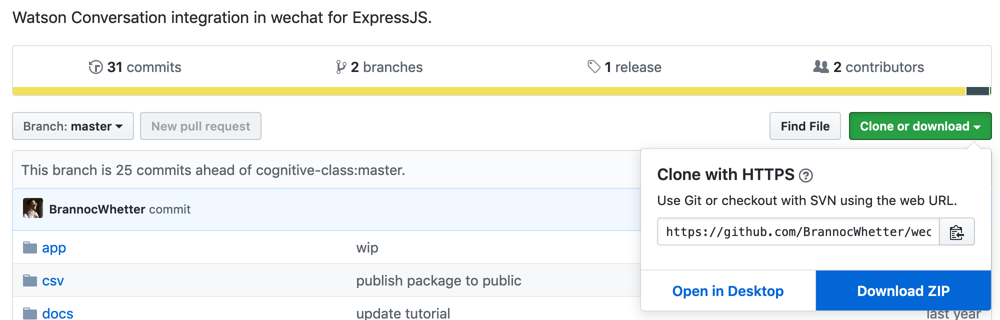 Watson Conversation integration in wechat for ExpressJS.
31 commits
2 branches
1 release
2 contributors
Branch: master
New pull request
Find File
Clone or download
This branch is 25 commits ahead of cognitive-class:master.
Clone with HTTPS
Use Git or checkout with SVN using the web URL.
https://github.com/BrannocWhetter/wec
Open in Desktop
Download ZIP
BrannocWhetter commit
app
wip
csv
publish package to public
docs
update tutorial
last year